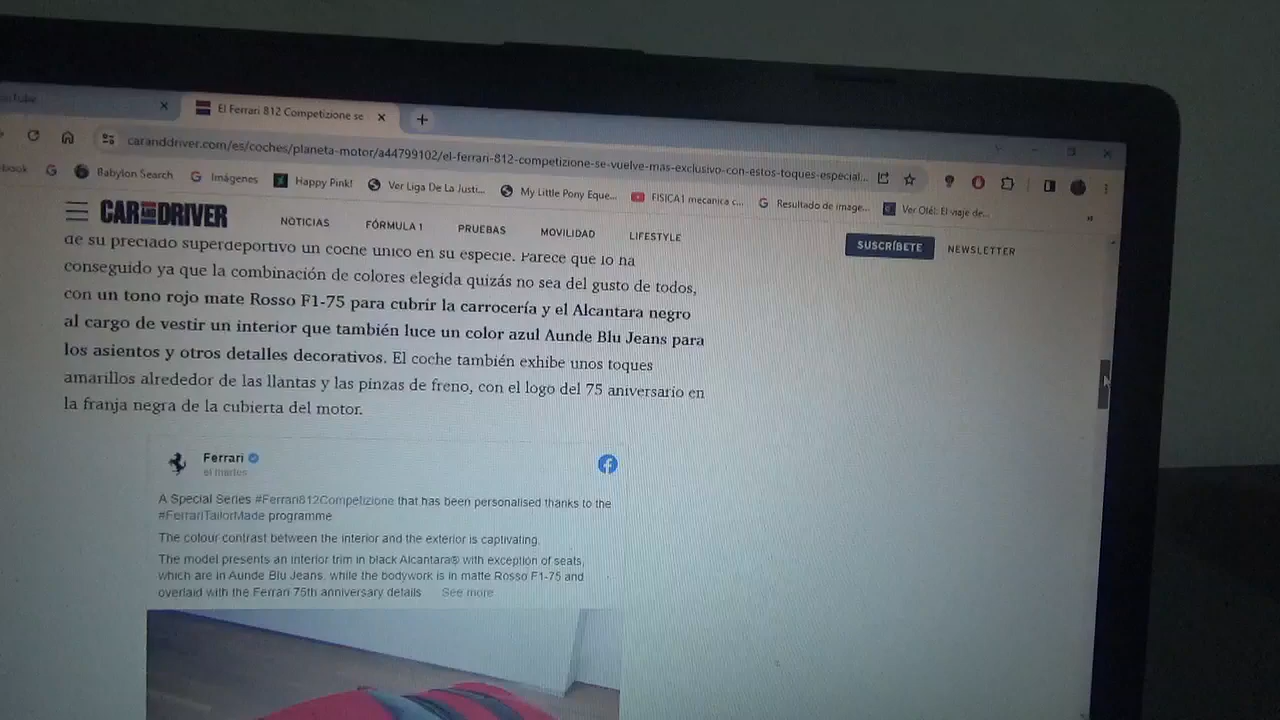 El Ferrari 812 Competizione se
caranddriver.com/es/coches/planeta-motor/a44799102/el-ferrari-812-competizione-se-vuelve-mas-exclusivo-con-estos-toques-especial...
Babylon Search Imágenes Happy Pink! Ver Liga De La Justi... My Little Pony Eque... FISICA1 mecanica c... Resultado de image... Ver Olé!: El viaje de... »
CAR AND DRIVER NOTICIAS FÓRMULA 1 PRUEBAS MOVILIDAD LIFESTYLE SUSCRÍBETE NEWSLETTER
de su preciado superdeportivo un coche único en su especie. Parece que lo ha
conseguido ya que la combinación de colores elegida quizás no sea del gusto de todos,
con un tono rojo mate Rosso F1-75 para cubrir la carrocería y el Alcantara negro
al cargo de vestir un interior que también luce un color azul Aunde Blu Jeans para
los asientos y otros detalles decorativos. El coche también exhibe unos toques
amarillos alrededor de las llantas y las pinzas de freno, con el logo del 75 aniversario en
la franja negra de la cubierta del motor.
Ferrari
el martes
A Special Series #Ferrari812Competizione that has been personalised thanks to the
#FerrariTailorMade programme
The colour contrast between the interior and the exterior is captivating.
The model presents an interior trim in black Alcantara® with exception of seats,
which are in Aunde Blu Jeans, while the bodywork is in matte Rosso F1-75 and
overlaid with the Ferrari 75th anniversary details See more